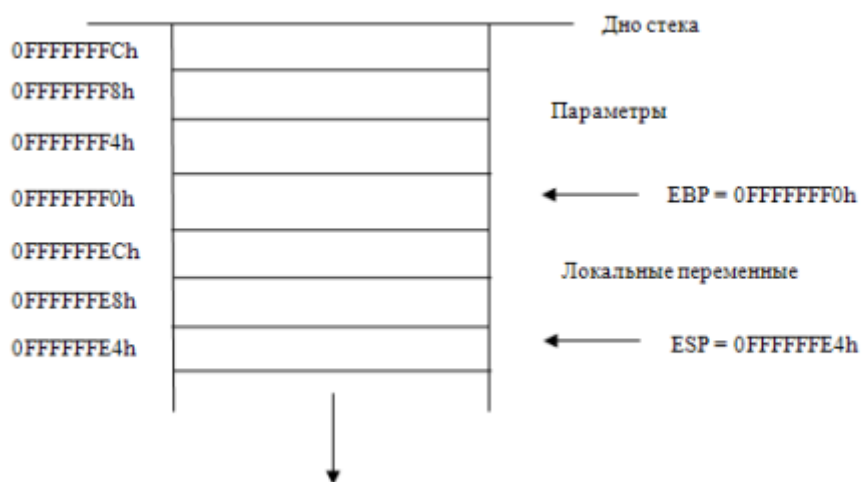 Дно стека
0FFFFFFFCh
0FFFFFFF8h
Параметры
0FFFFFFF4h
0FFFFFFF0h
EBP = 0FFFFFFF0h
0FFFFFFECh
Локальные переменные
0FFFFFFE8h
0FFFFFFE4h
ESP = 0FFFFFFE4h